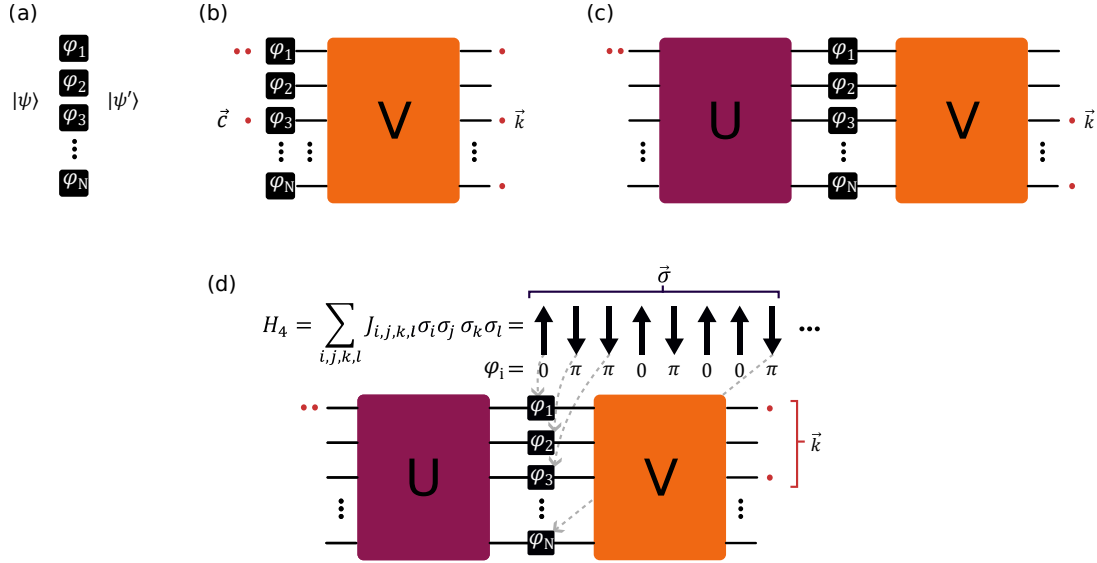 (a)
φ1
φ2
|ψ⟩ φ3 |ψ′⟩
⋮
φN
(b)
φ1
φ2
c⃗ φ3 V k⃗
⋮ ⋮ ⋮
φN
(c)
φ1
φ2
U φ3 V k⃗
⋮ ⋮ ⋮
φN
(d)
σ⃗
H4 = ∑i,j,k,l Ji,j,k,l σi σj σk σl = ...
φi = 0 π π 0 π 0 0 π
φ1
φ2 k⃗
U φ3 V
⋮ ⋮ ⋮
φN